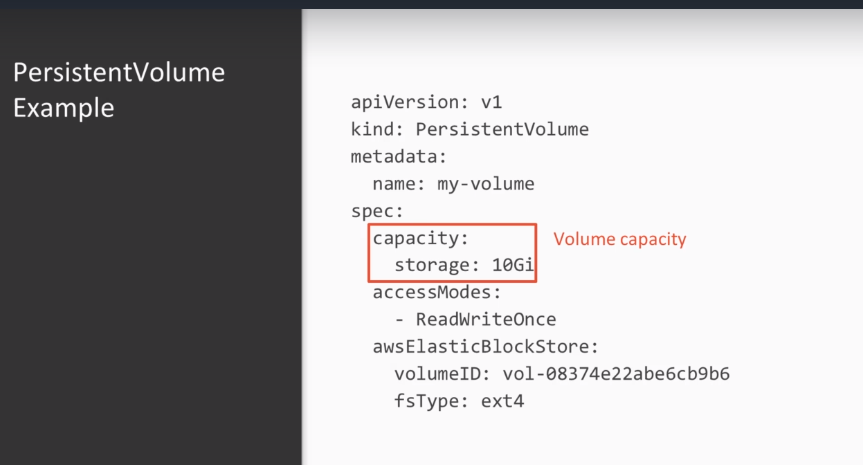 PersistentVolume
Example
apiVersion: v1
kind: PersistentVolume
metadata:
  name: my-volume
spec:
  capacity:
    storage: 10Gi
Volume capacity
  accessModes:
    - ReadWriteOnce
  awsElasticBlockStore:
    volumeID: vol-08374e22abe6cb9b6
    fsType: ext4